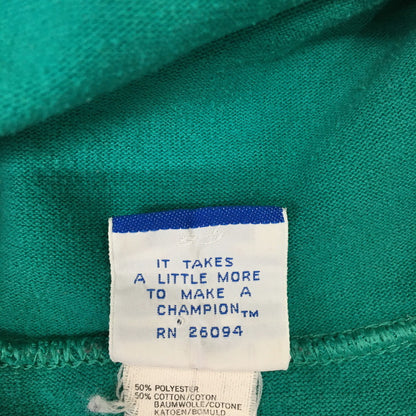 IT TAKES
A LITTLE MORE
TO MAKE A
CHAMPION™
RN 26094
50% POLYESTER
50% COTTON/COTON
BAUMWOLLE/COTONE
KATOEN/BOMULD